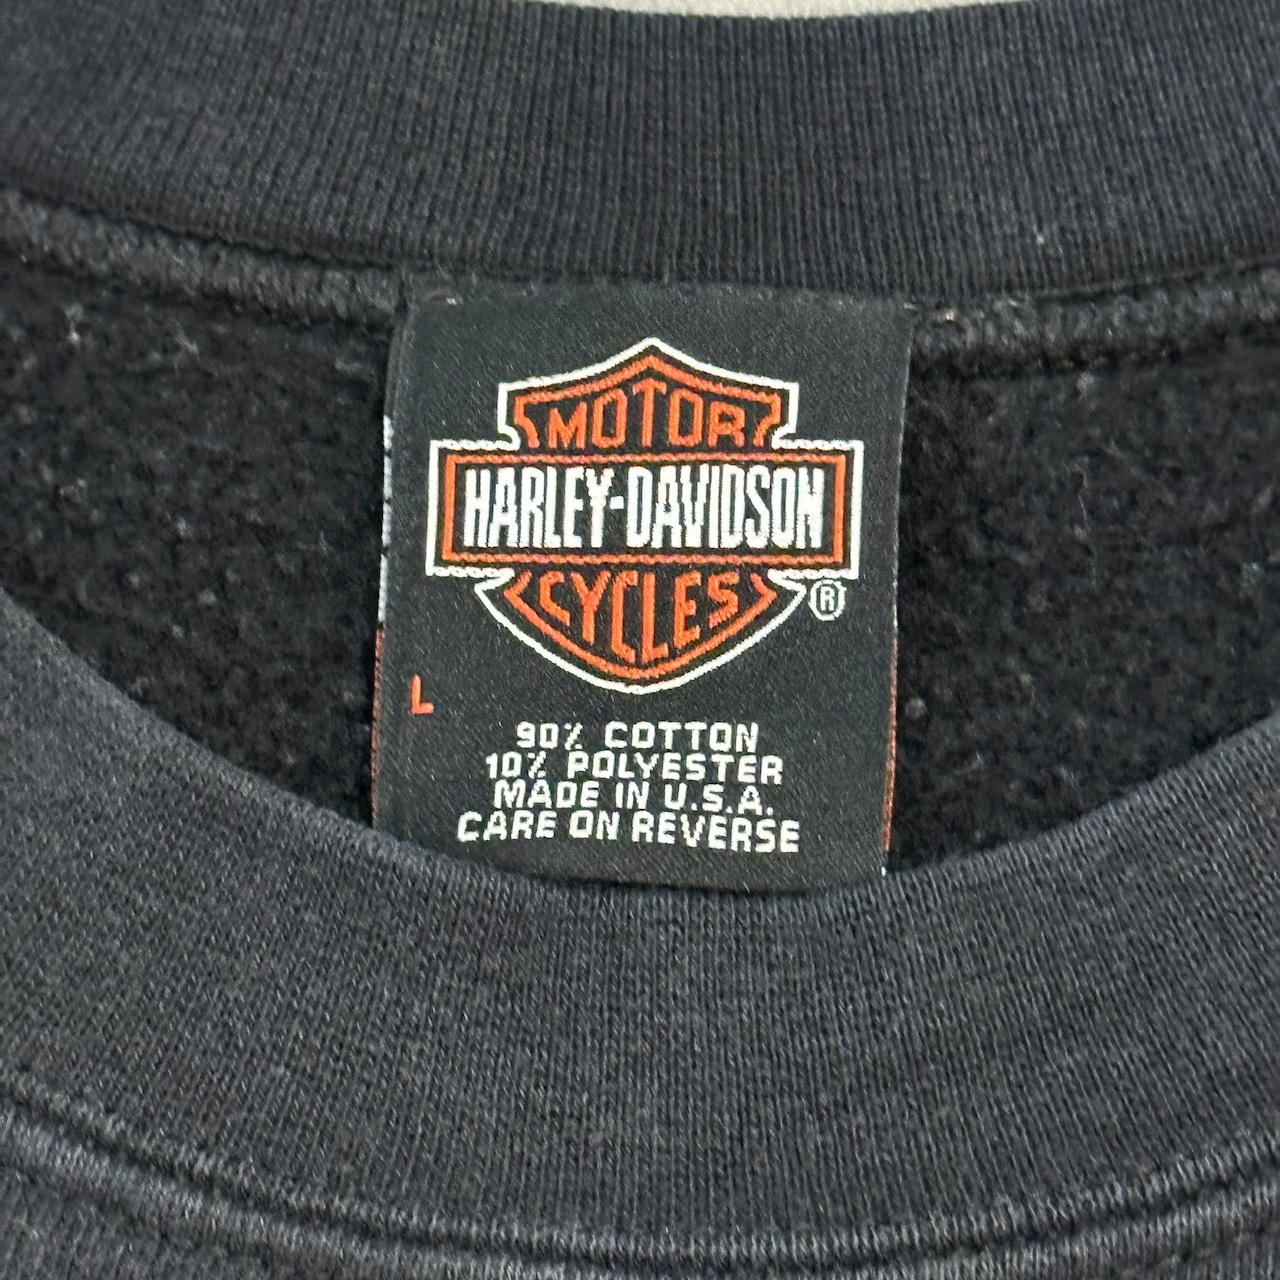 MOTOR
HARLEY-DAVIDSON
CYCLES
®
L
90% COTTON
10% POLYESTER
MADE IN U.S.A.
CARE ON REVERSE